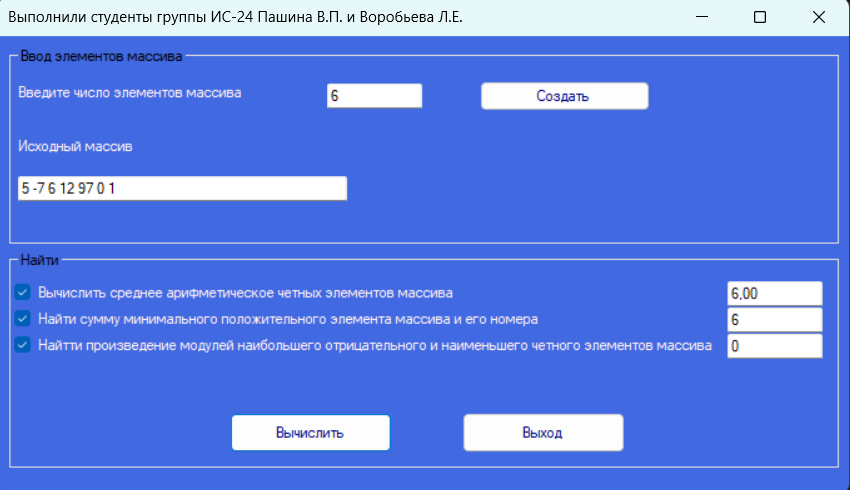 Выполнили студенты группы ИС-24 Пашина В.П. и Воробьева Л.Е.
Ввод элементов массива
Введите число элементов массива 6 Создать
Исходный массив
5 -7 6 12 97 0 1
Найти
Вычислить среднее арифметическое четных элементов массива 6,00
Найти сумму минимального положительного элемента массива и его номера 6
Найтти произведение модулей наибольшего отрицательного и наименьшего четного элементов массива 0
Вычислить Выход